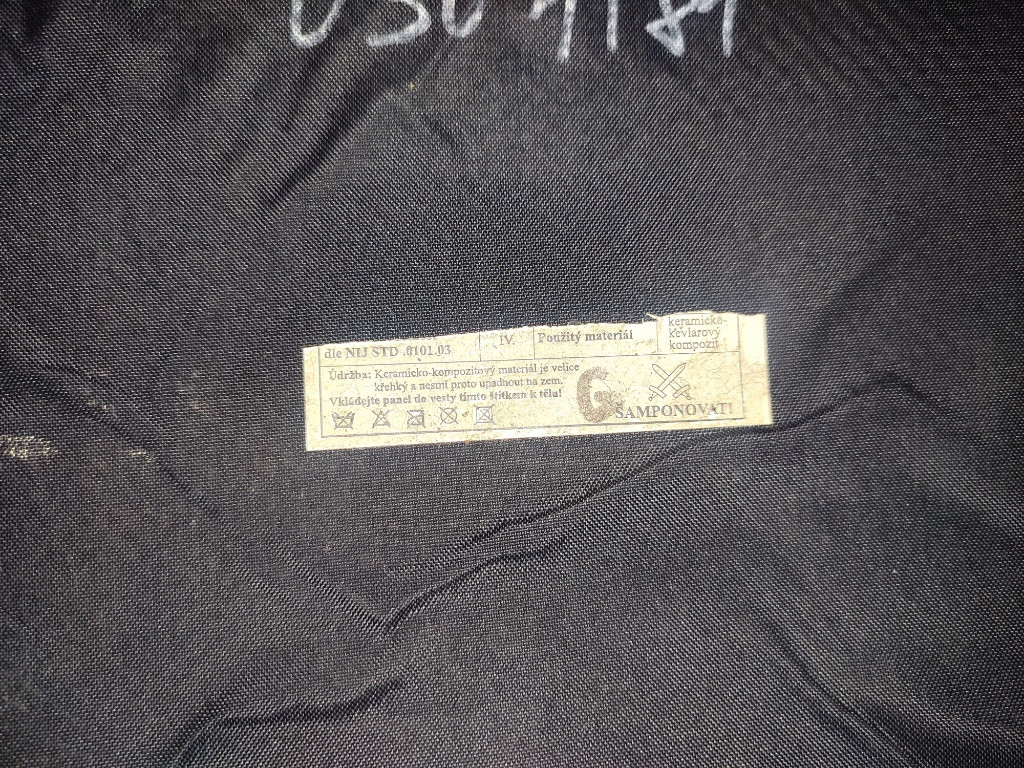 dle NIJ STD .0101.03 IV. Použitý materiál keramicko-
kevlarový
kompozit
Údržba: Keramicko-kompozitový materiál je velice
křehký a nesmí proto upadnout na zem.
Vkládejte panel do vesty tímto štítkem k tělu!
G
ŠAMPONOVAT!